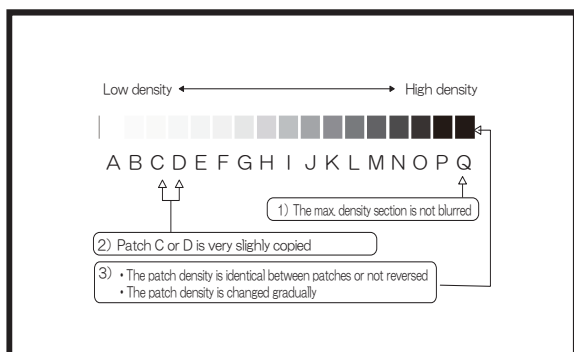 Low density High density
A B C D E F G H I J K L M N O P Q
1) The max. density section is not blurred
2) Patch C or D is very slighly copied
3) • The patch density is identical between patches or not reversed
• The patch density is changed gradually